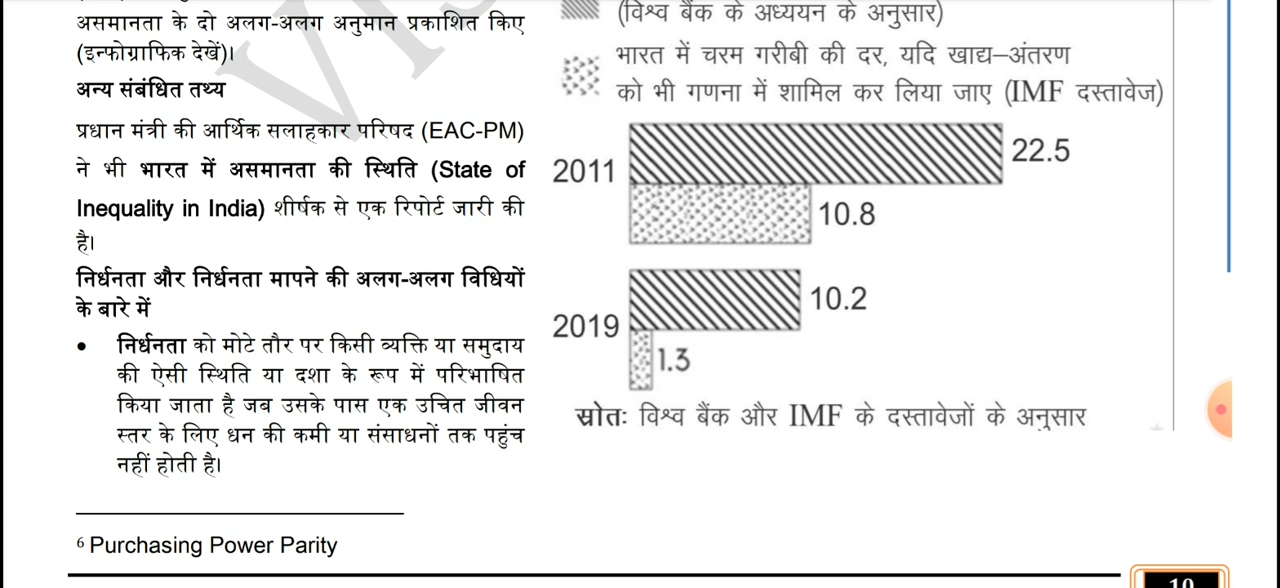 असमानता के दो अलग-अलग अनुमान प्रकाशित किए
(इन्फोग्राफिक देखें)।
अन्य संबंधित तथ्य
प्रधान मंत्री की आर्थिक सलाहकार परिषद (EAC-PM)
ने भी भारत में असमानता की स्थिति (State of
Inequality in India) शीर्षक से एक रिपोर्ट जारी की
है।
निर्धनता और निर्धनता मापने की अलग-अलग विधियों
के बारे में
• निर्धनता को मोटे तौर पर किसी व्यक्ति या समुदाय
की ऐसी स्थिति या दशा के रूप में परिभाषित
किया जाता है जब उसके पास एक उचित जीवन
स्तर के लिए धन की कमी या संसाधनों तक पहुंच
नहीं होती है।
(विश्व बैंक के अध्ययन के अनुसार)
भारत में चरम गरीबी की दर, यदि खाद्य–अंतरण
को भी गणना में शामिल कर लिया जाए (IMF दस्तावेज)
2011
22.5
10.8
2019
10.2
1.3
स्रोतः विश्व बैंक और IMF के दस्तावेजों के अनुसार
6 Purchasing Power Parity
10